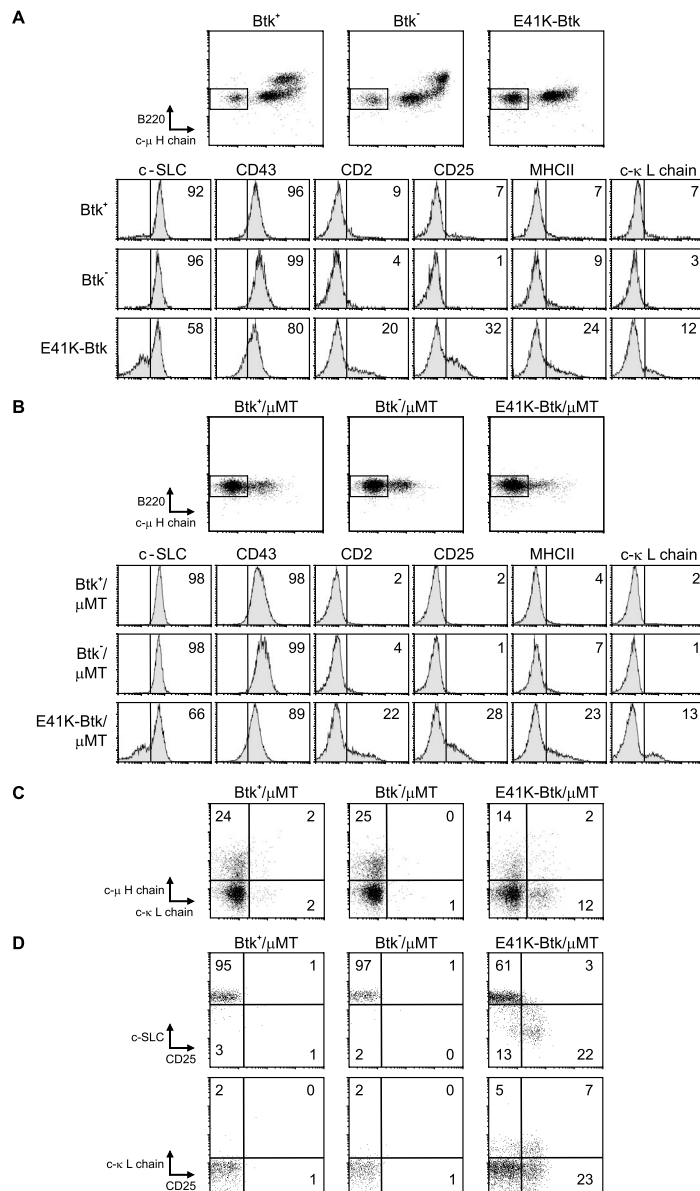 A
Btk+ Btk- E41K-Btk
B220
c-μ H chain
c-SLC CD43 CD2 CD25 MHCII c-κ L chain
Btk+ 92 96 9 7 7 7
Btk- 96 99 4 1 9 3
E41K-Btk 58 80 20 32 24 12
B
Btk+/μMT Btk-/μMT E41K-Btk/μMT
B220
c-μ H chain
c-SLC CD43 CD2 CD25 MHCII c-κ L chain
Btk+/
μMT 98 98 2 2 4 2
Btk-/
μMT 98 99 4 1 7 1
E41K-Btk/
μMT 66 89 22 28 23 13
C
Btk+/μMT Btk-/μMT E41K-Btk/μMT
24 2 25 0 14 2
c-μ H chain
c-κ L chain
2 1 12
D
Btk+/μMT Btk-/μMT E41K-Btk/μMT
95 1 97 1 61 3
c-SLC
CD25
3 1 2 0 13 22
2 0 2 0 5 7
c-κ L chain
CD25
1 1 23